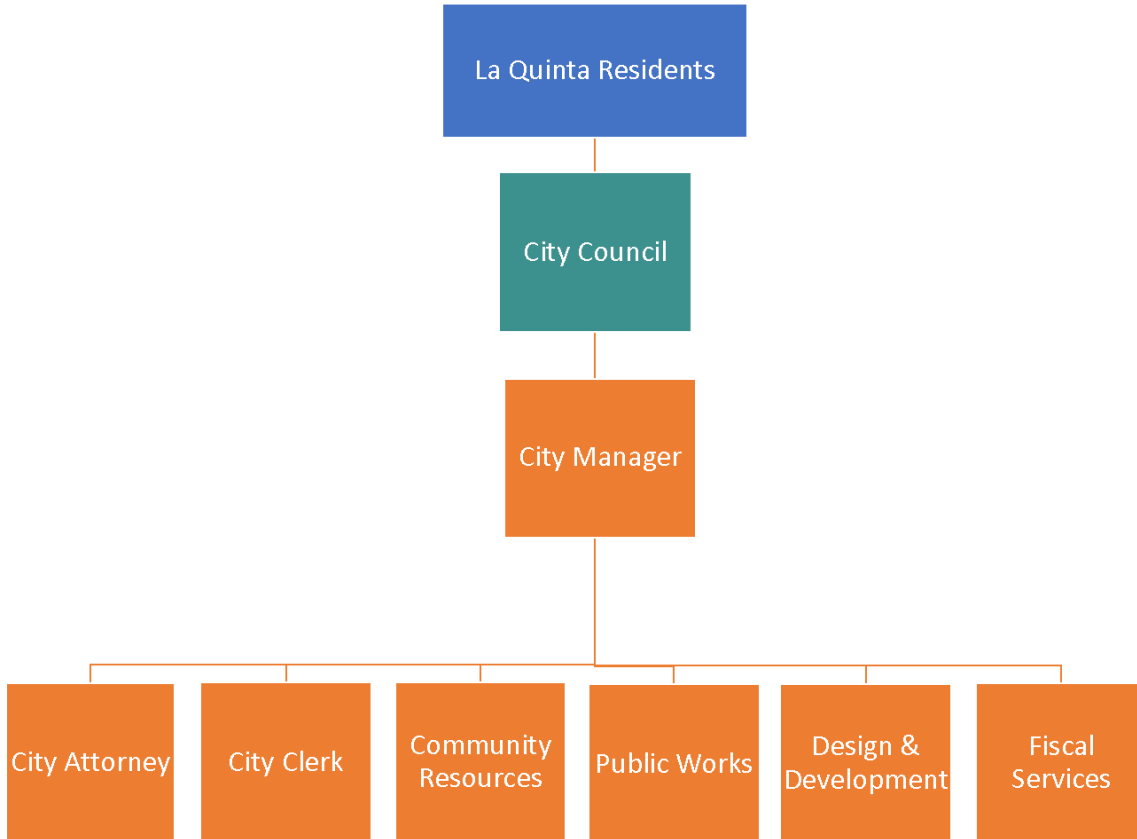 La Quinta Residents
City Council
City Manager
City Attorney
City Clerk
Community
Resources
Public Works
Design &
Development
Fiscal
Services